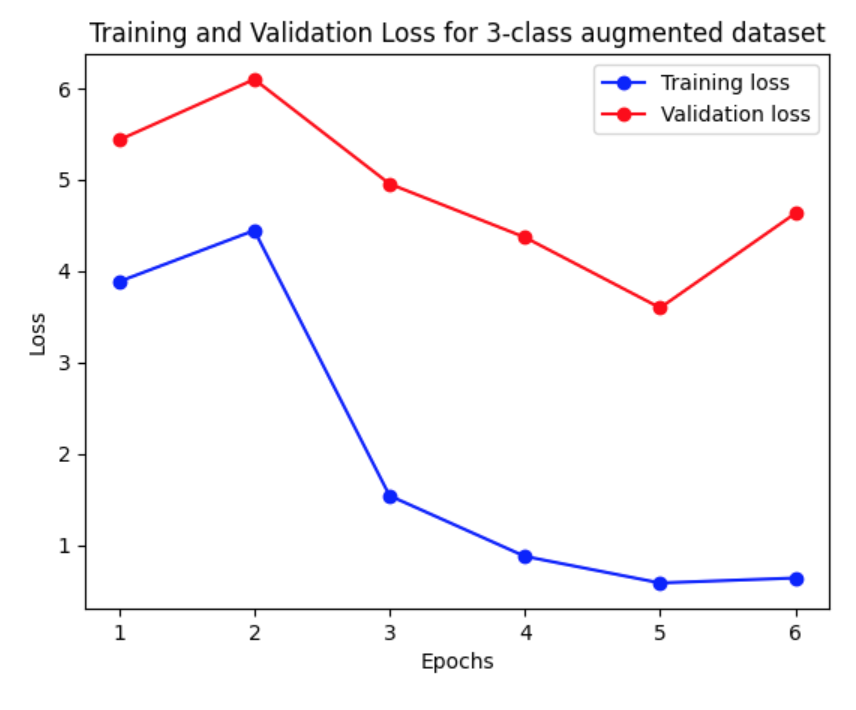 Training and Validation Loss for 3-class augmented dataset
Training loss
Validation loss
6
5
4
3
2
1
Loss
1 2 3 4 5 6
Epochs